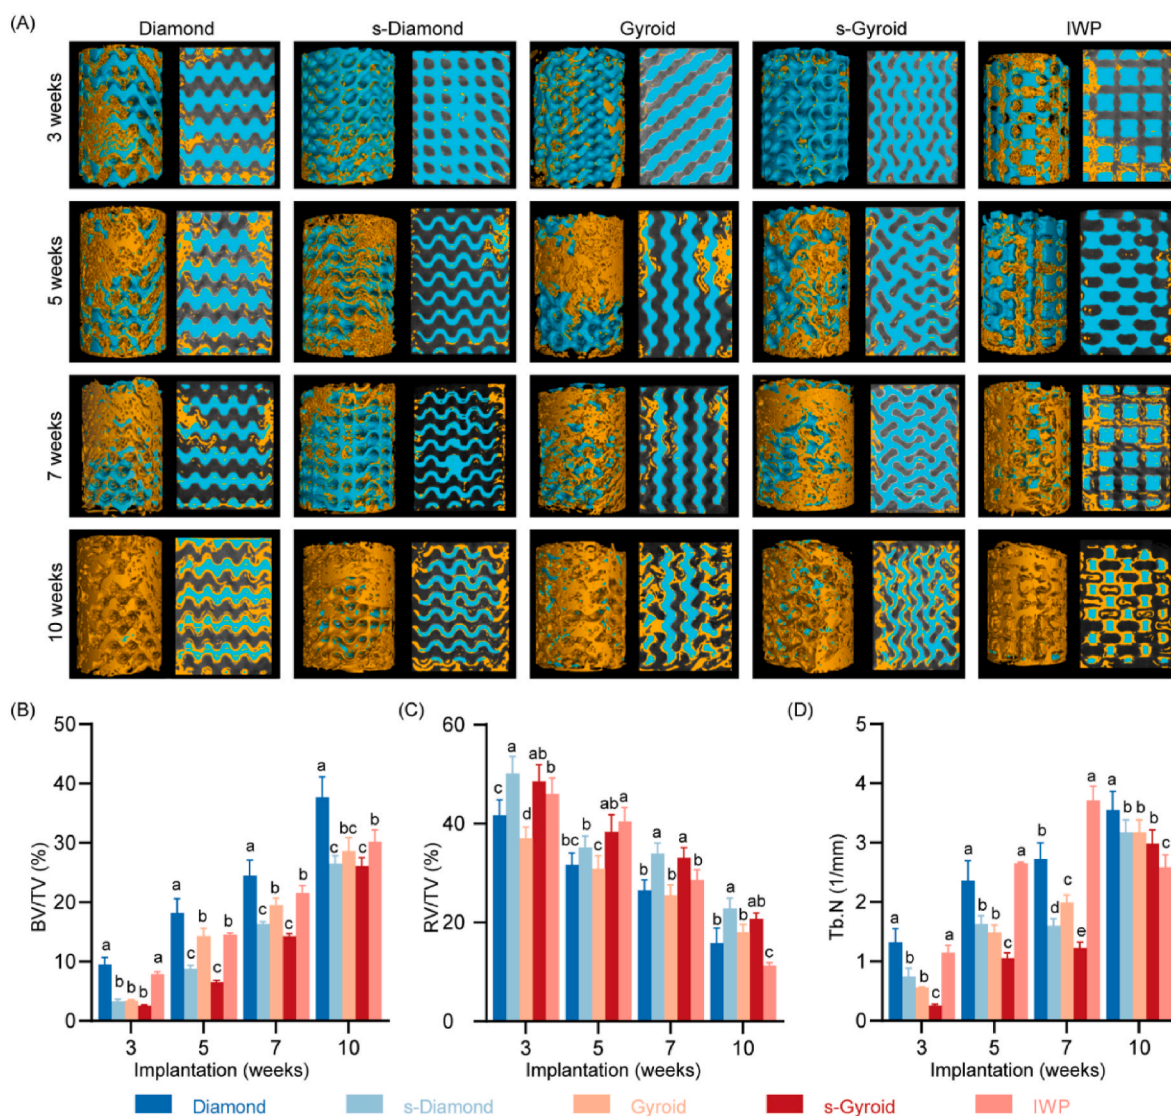 (A)
Diamond s-Diamond Gyroid s-Gyroid IWP
3 weeks
5 weeks
7 weeks
10 weeks
(B) (C) (D)
BV/TV (%)
50
40
30
20
10
0
a b b b a
a c b c b
a c b c b
a c bc c b
3 5 7 10
Implantation (weeks)
RV/TV (%)
60
40
20
0
c a d ab b
bc b c ab a
b a b a b
b a b ab c
3 5 7 10
Implantation (weeks)
Tb.N (1/mm)
5
4
3
2
1
0
a b b c a
a b b c a
b d c e a
a b b b c
3 5 7 10
Implantation (weeks)
Diamond s-Diamond Gyroid s-Gyroid IWP